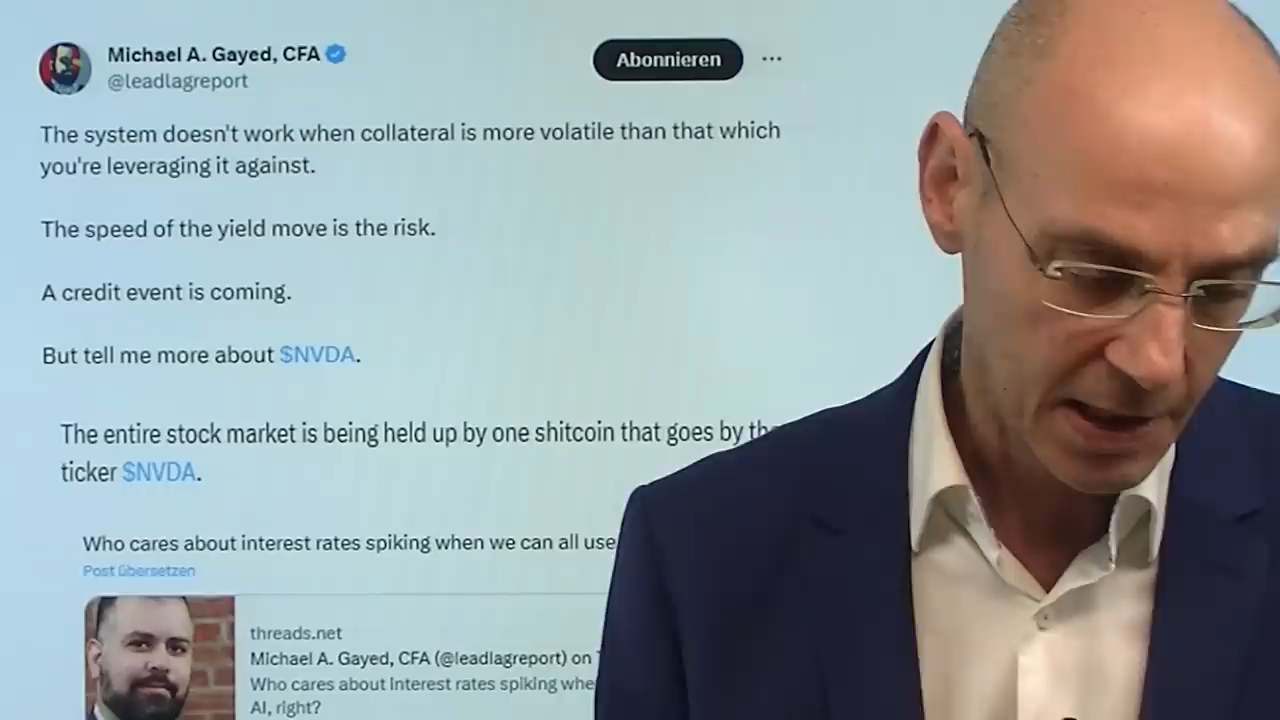 Michael A. Gayed, CFA
Abonnieren
@leadlagreport
The system doesn't work when collateral is more volatile than that which
you're leveraging it against.
The speed of the yield move is the risk.
A credit event is coming.
But tell me more about $NVDA.
The entire stock market is being held up by one shitcoin that goes by
ticker $NVDA.
Who cares about interest rates spiking when we can all use
Post übersetzen
threads.net
Michael A. Gayed, CFA (@leadlagreport) on
Who cares about interest rates spiking
AI, right?